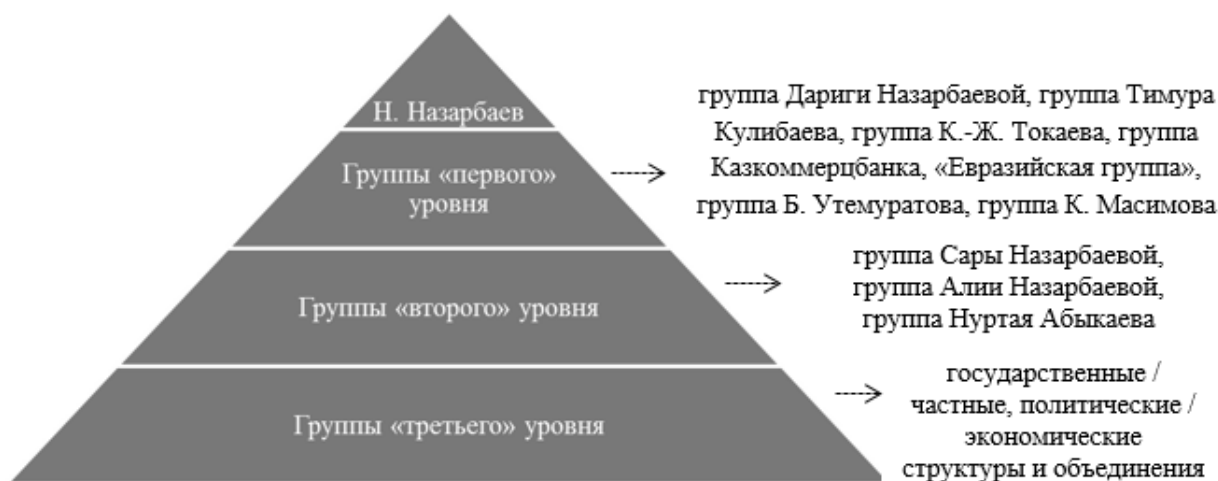 Н. Назарбаев
Группы «первого»
уровня
группа Дариги Назарбаевой, группа Тимура
Кулибаева, группа К.-Ж. Токаева, группа
Казкоммерцбанка, «Евразийская группа»,
группа Б. Утемуратова, группа К. Масимова
Группы «второго» уровня
группа Сары Назарбаевой,
группа Алии Назарбаевой,
группа Нуртая Абыкаева
Группы «третьего» уровня
государственные /
частные, политические /
экономические
структуры и объединения